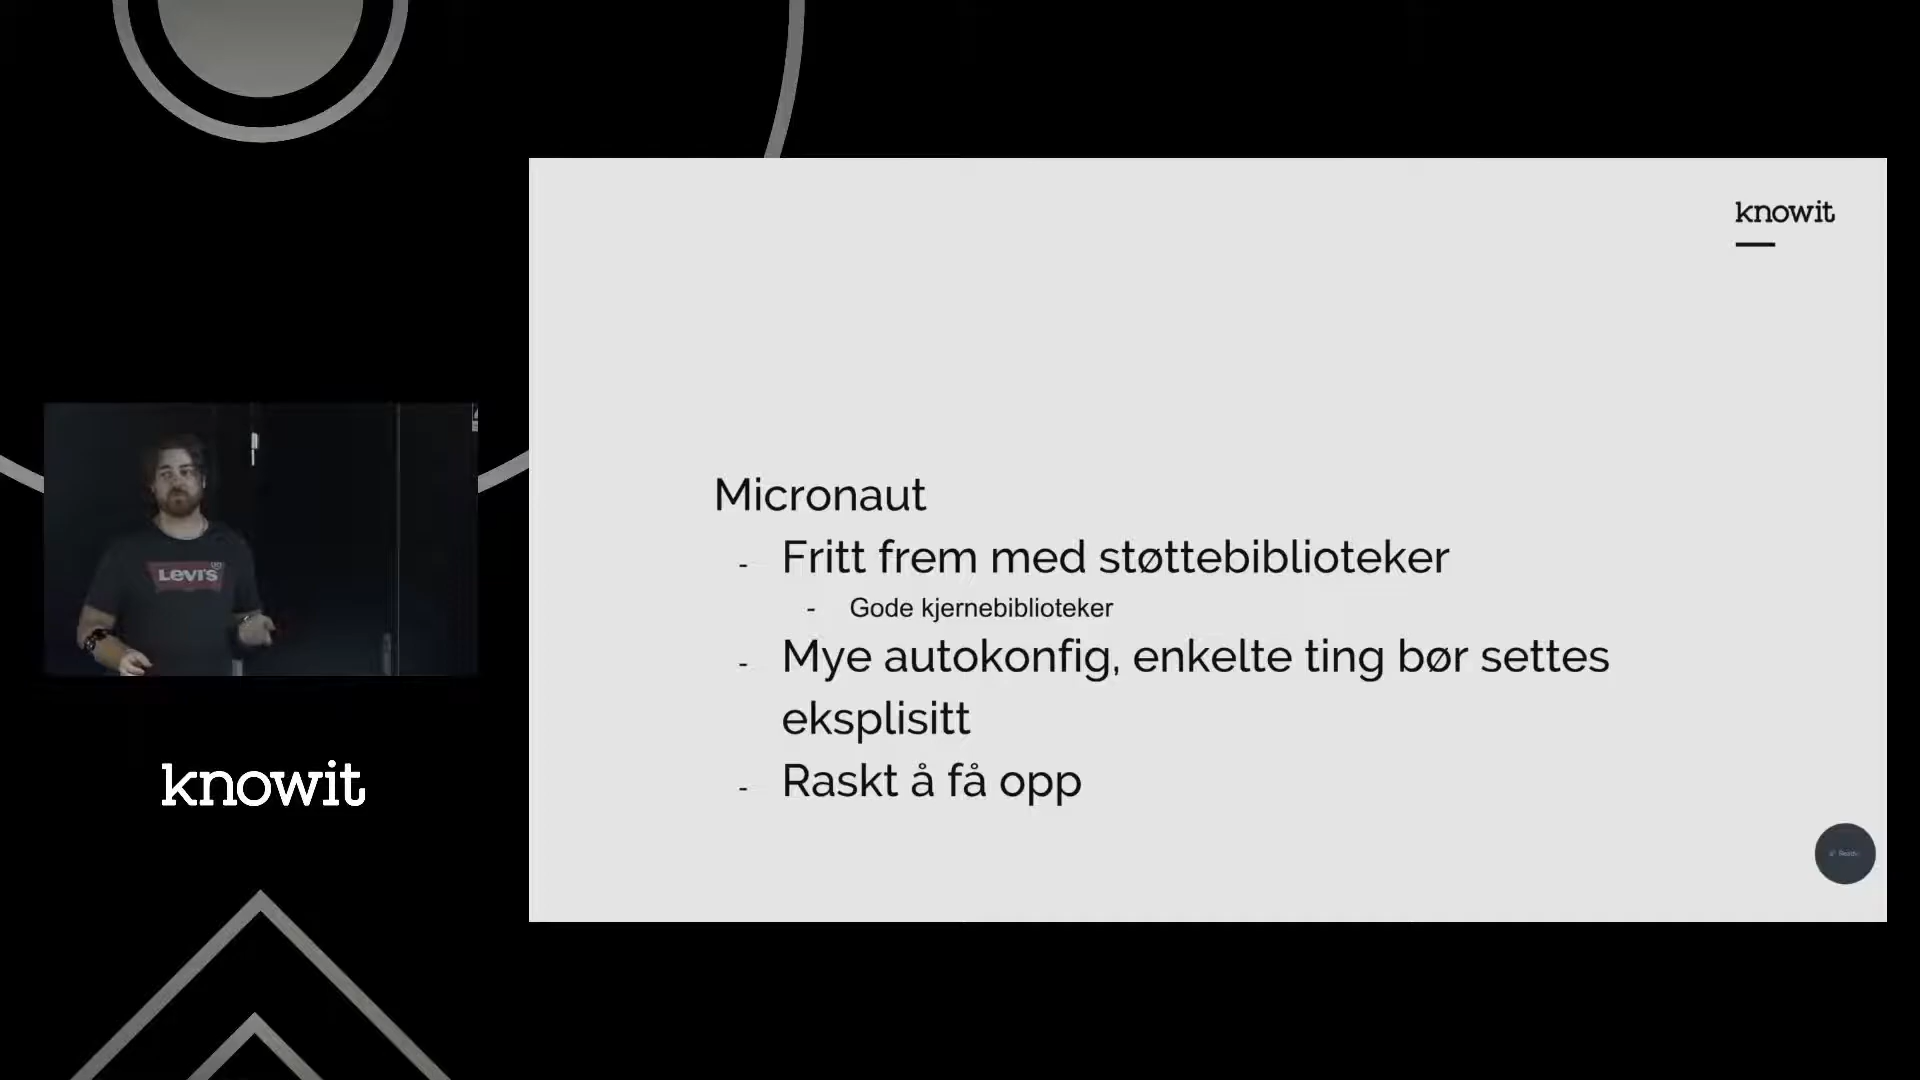 knowit
Micronaut
- Fritt frem med støttebiblioteker
- Gode kjernebiblioteker
- Mye autokonfig, enkelte ting bør settes
eksplisitt
- Raskt å få opp
Levi's
knowit